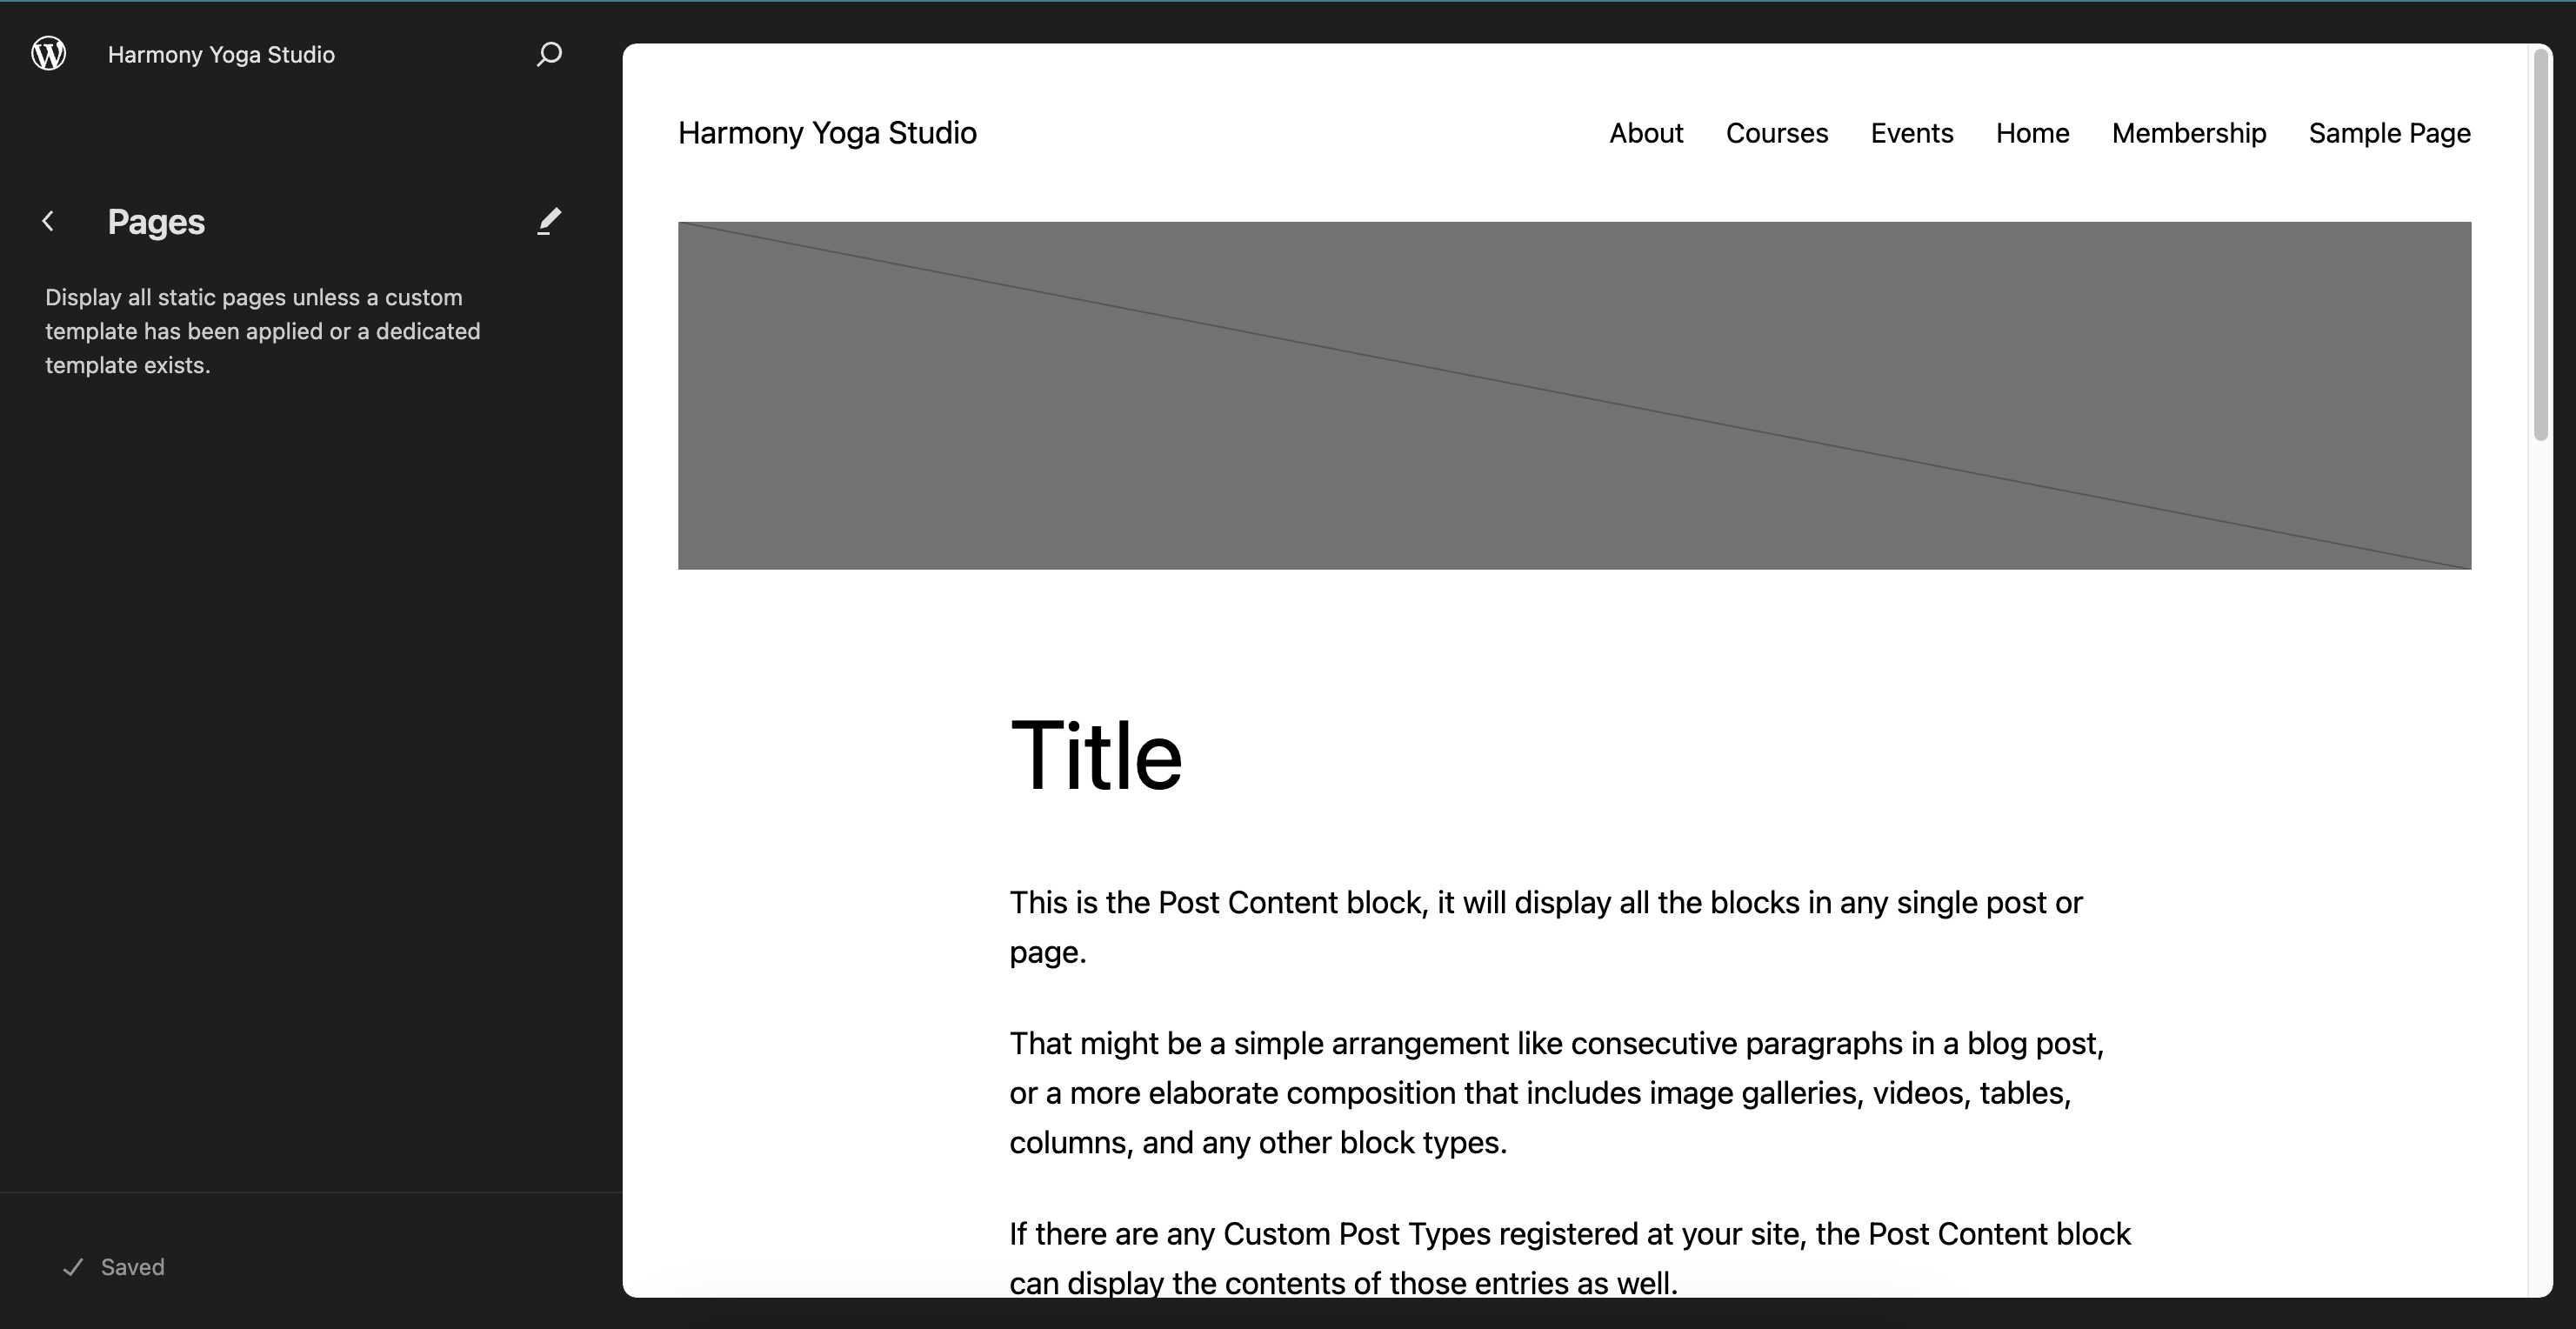 Harmony Yoga Studio
Pages
Display all static pages unless a custom
template has been applied or a dedicated
template exists.
Saved
Harmony Yoga Studio
About Courses Events Home Membership Sample Page
Title
This is the Post Content block, it will display all the blocks in any single post or
page.
That might be a simple arrangement like consecutive paragraphs in a blog post,
or a more elaborate composition that includes image galleries, videos, tables,
columns, and any other block types.
If there are any Custom Post Types registered at your site, the Post Content block
can display the contents of those entries as well.